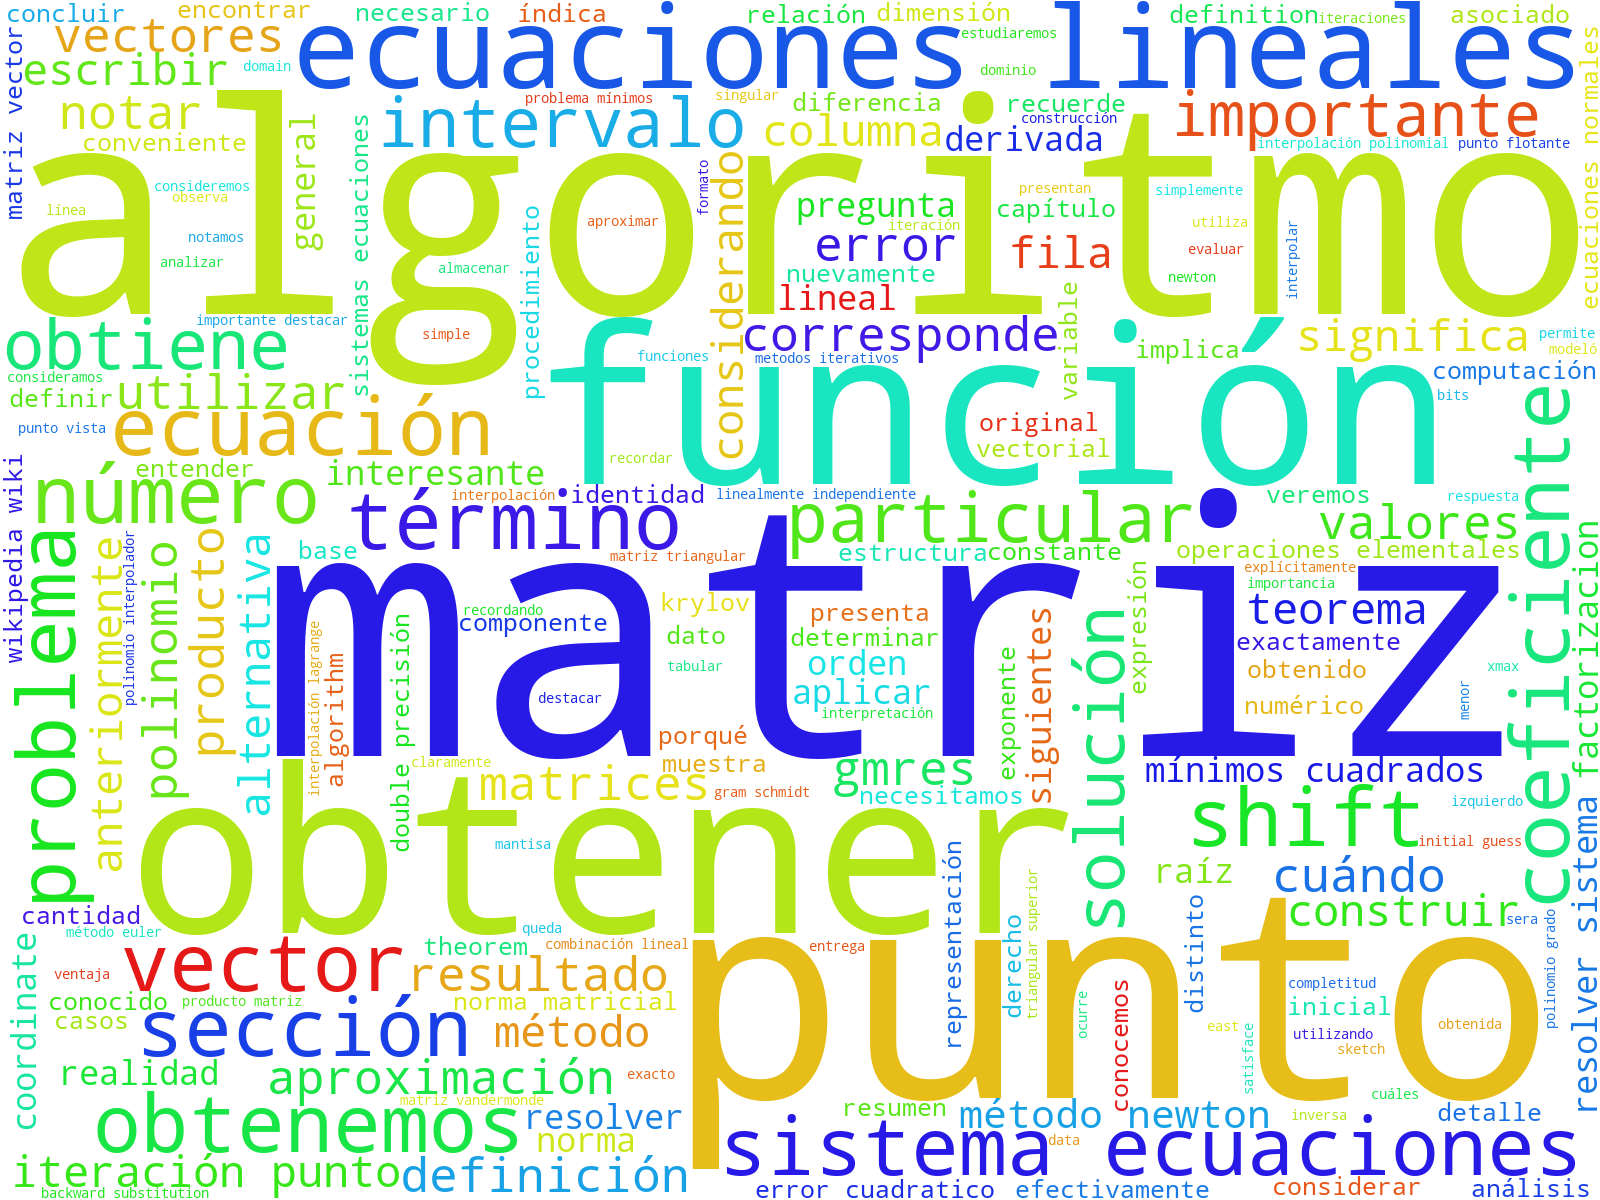 concluir
encontrar
necesario
índica
relación
dimensión
definition
iteraciones
asociado
matriz vector
vectores
ecuaciones lineales
estudiaremos
escribir
domain
dominio
ecuaciones normales
notar
general
sistemas ecuaciones
intervalo
problema mínimos
singular
diferencia
columna
recuerde
construcción
derivada
importante
interpolación polinomial
punto flotante
conveniente
algoritmo
consideremos
observa
linea
notamos
analizar
importante destacar
procedimiento
almacenar
aproximar
formato
considerando
pregunta
presentan
capítulo
iteración
error
fila
nuevamente
lineal
simplemente
utiliza
evaluar
newton
interpolar
obtiene
simple
funciones
corresponde
metodos iterativos
variable
implica
significa
permite
modeló
consideramos
definir
utilizar
función
computación
bits
punto vista
ecuación
original
vectorial
recordar
coeficiente
wikipedia wiki
entender
interesante
interpolación
identidad
linealmente independiente
veremos
respuesta
número
término
particular
valores
factorización
problema
polinomio interpolador
anteriormente
polinomio
producto
alternativa
base
matriz triangular
estructura
constante
operaciones elementales
explícitamente
importancia
matriz
recordando
componente
krylov
dato
tabular
presenta
determinar
orden
aplicar
interpretación
siguientes
exponente
solución
expresión
teorema
exactamente
obtenido
numérico
xmax
menor
interpolación lagrange
algorithm
double precisión
destacar
porqué
muestra
claramente
matrices
gram schmidt
gmres
necesitamos
mínimos cuadrados
shift
izquierdo
initial guess
resolver sistema
obtener
mantisa
raíz
cuándo
construir
sera
cantidad
método euler
queda
theorem
combinación lineal
entrega
representación
derecho
triangular superior
distinto
polinomio grado
coordinate
ventaja
vector
resultado
punto
completitud
conocido
producto matriz
casos
norma matricial
sección
método
ocurre
conocemos
east
inicial
utilizando
obtenida
sketch
satisface
realidad
aproximación
exacto
matriz vandermonde
cuáles
obtenemos
resolver
norma
resumen
método newton
inversa
detalle
data
sistema ecuaciones
iteración punto
definición
backward substitution
error cuadratico
efectivamente
considerar
análisis